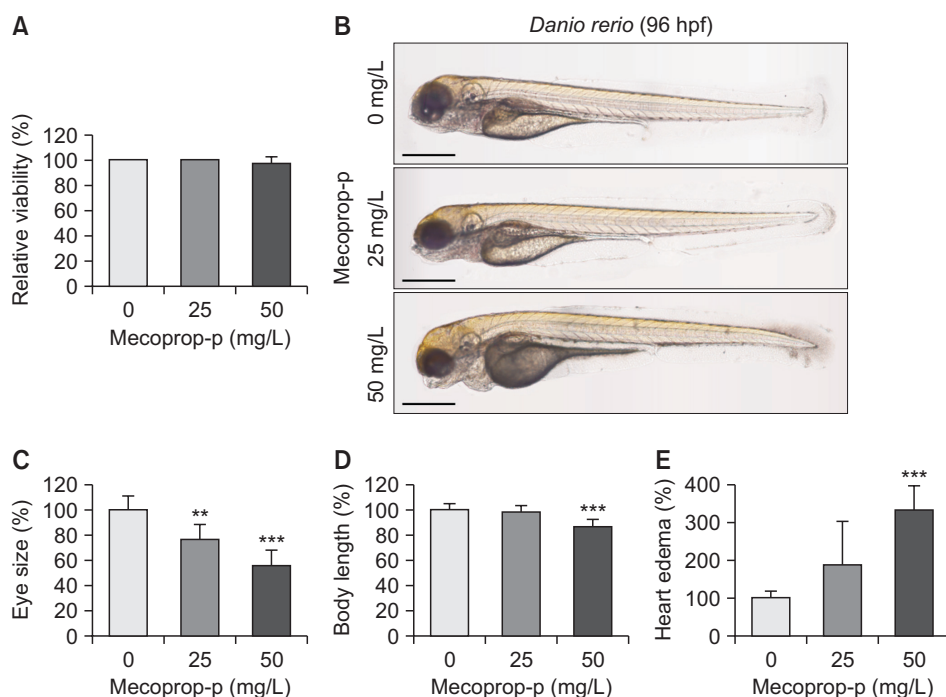 A
Relative viability (%)
120
100
80
60
40
20
0
0 25 50
Mecoprop-p (mg/L)
B
Danio rerio (96 hpf)
Mecoprop-p
0 mg/L
25 mg/L
50 mg/L
C
Eye size (%)
120
100
80
60
40
20
0
**
***
0 25 50
Mecoprop-p (mg/L)
D
Body length (%)
120
100
80
60
40
20
0
***
0 25 50
Mecoprop-p (mg/L)
E
Heart edema (%)
400
300
200
100
0
***
0 25 50
Mecoprop-p (mg/L)